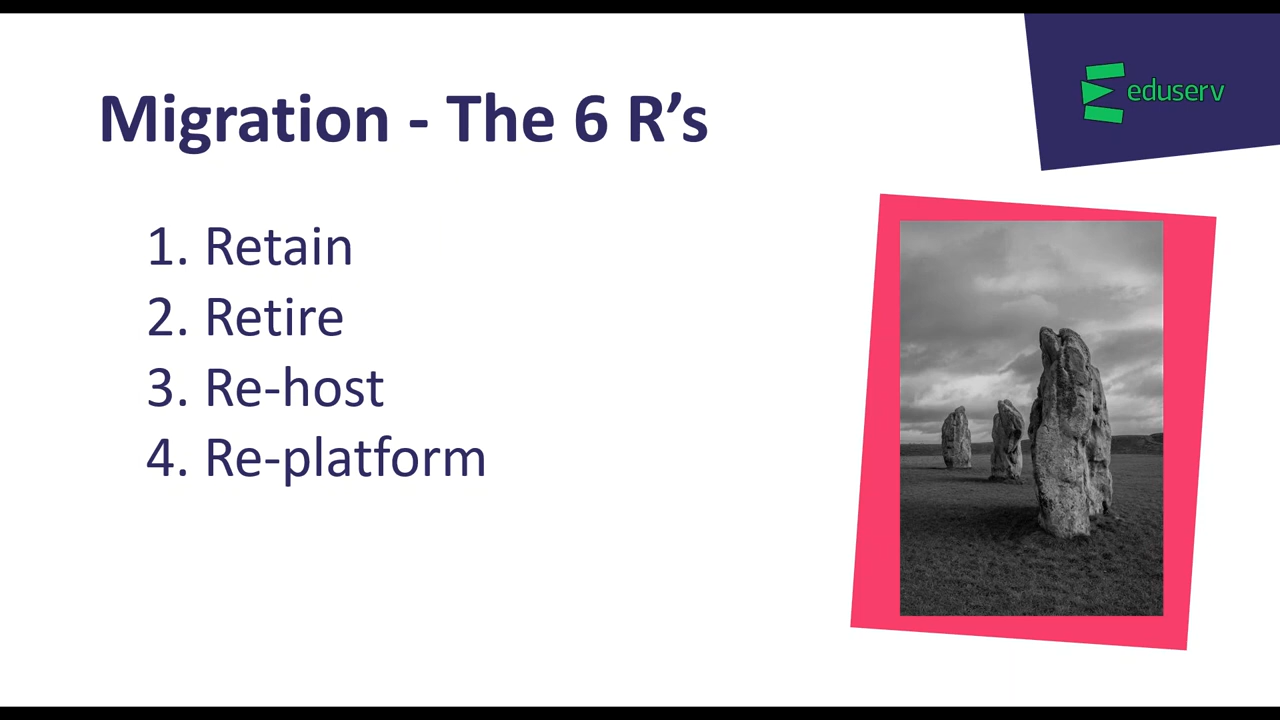 eduserv
Migration - The 6 R’s
1. Retain
2. Retire
3. Re-host
4. Re-platform